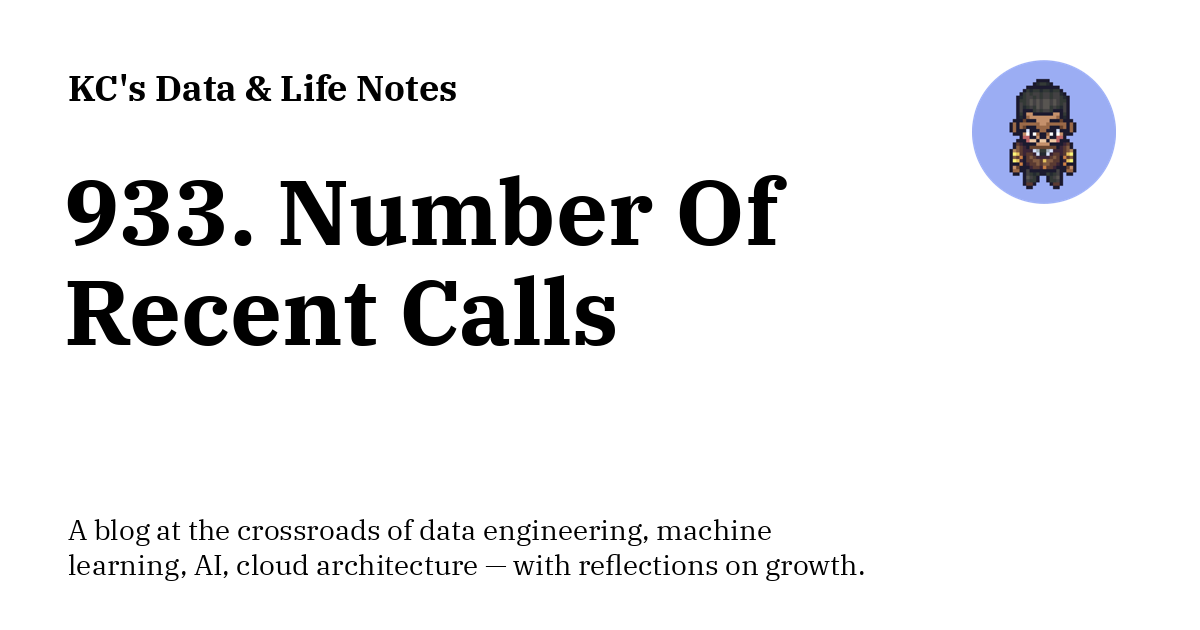 KC's Data & Life Notes
933. Number Of
Recent Calls
A blog at the crossroads of data engineering, machine
learning, AI, cloud architecture — with reflections on growth.